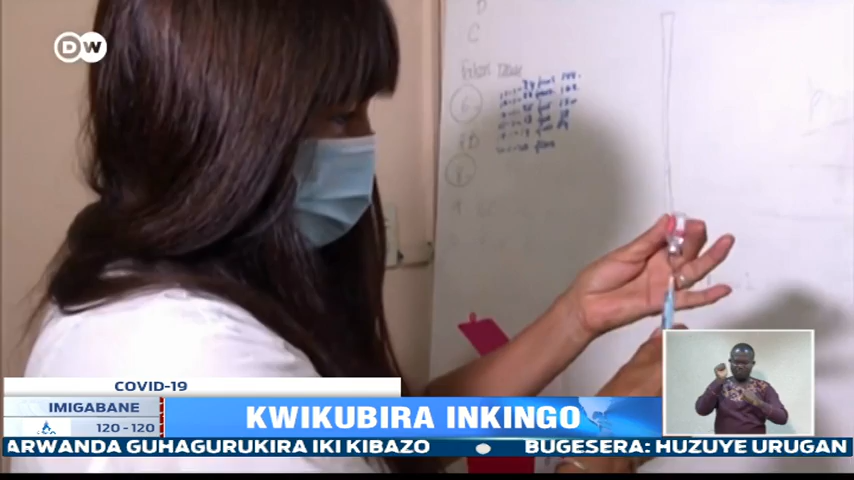 DW
COVID-19
IMIGABANE
KWIKUBIRA INKINGO
120 - 120
ARWANDA GUHAGURUKIRA IKI KIBAZO
BUGESERA: HUZUYE URUGAN